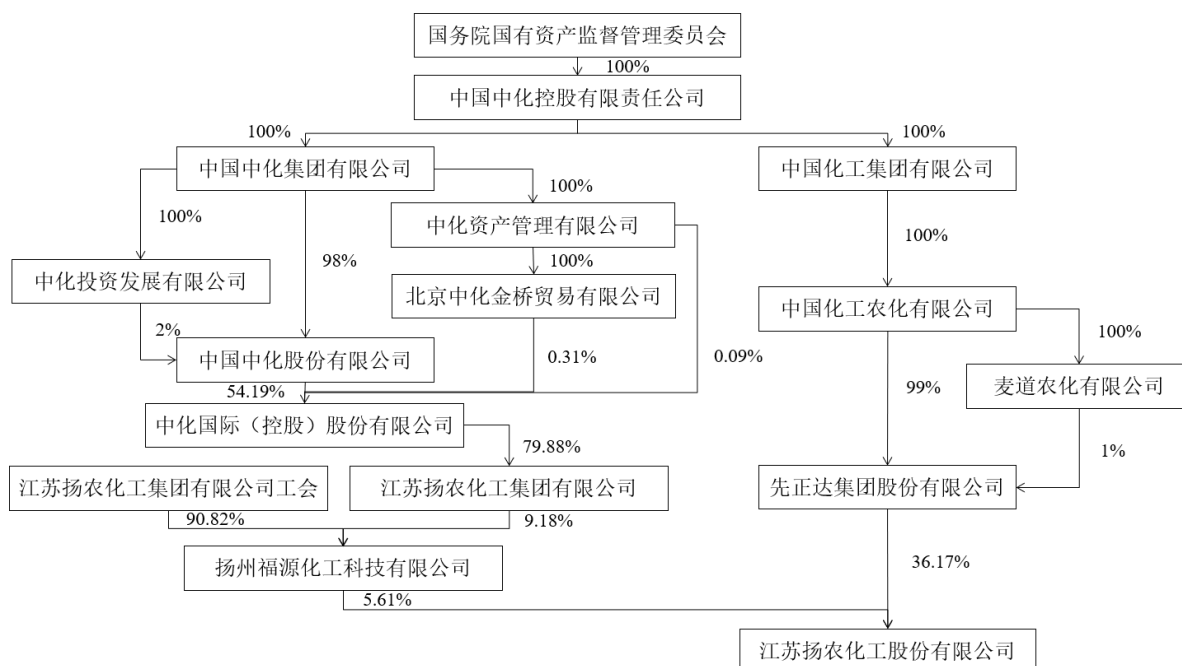 国务院国有资产监督管理委员会
100%
中国中化控股有限责任公司
100%
100%
中国中化集团有限公司
中国化工集团有限公司
100%
100%
中化资产管理有限公司
100%
98%
100%
中化投资发展有限公司
100%
北京中化金桥贸易有限公司
中国化工农化有限公司
2%
100%
中国中化股份有限公司
0.31%
0.09%
54.19%
99%
麦道农化有限公司
中化国际（控股）股份有限公司
79.88%
1%
江苏扬农化工集团有限公司工会
江苏扬农化工集团有限公司
先正达集团股份有限公司
90.82%
9.18%
扬州福源化工科技有限公司
36.17%
5.61%
江苏扬农化工股份有限公司